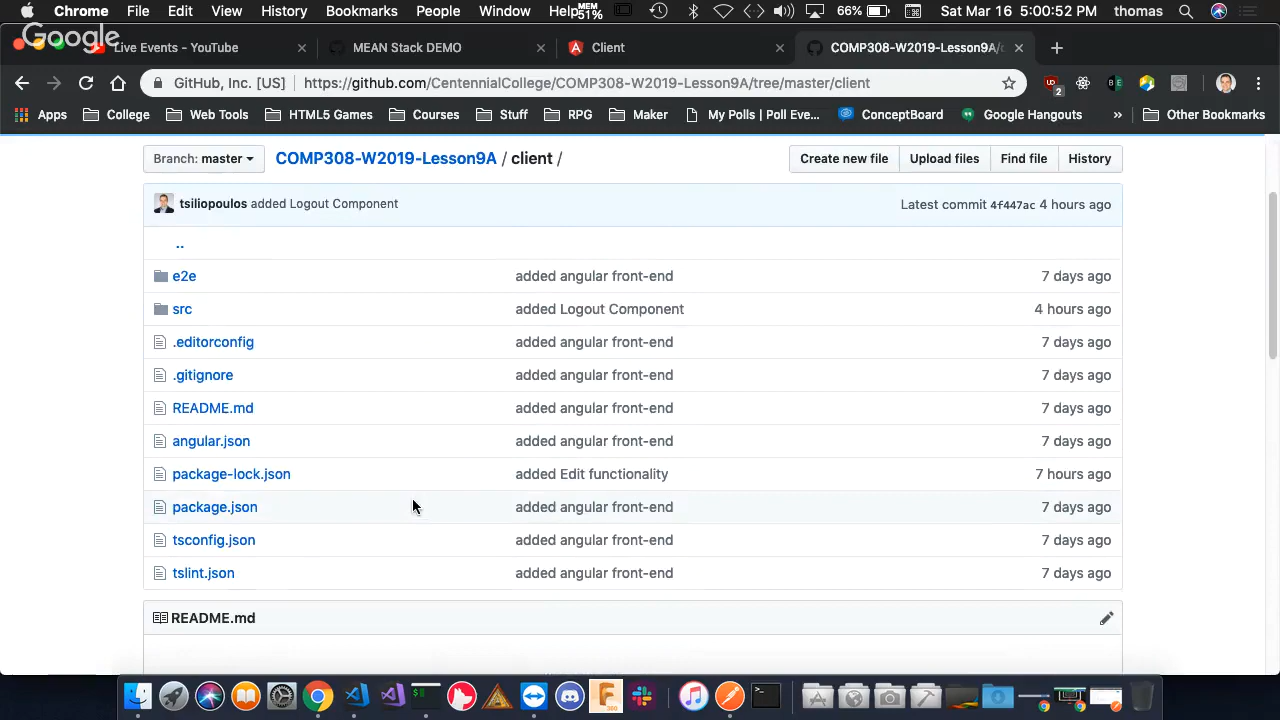 Chrome File Edit View History Bookmarks People Window Help MEM 51% 66% Sat Mar 16 5:00:52 PM thomas
Google
Live Events - YouTube MEAN Stack DEMO Client COMP308-W2019-Lesson9A/c
GitHub, Inc. [US] https://github.com/CentennialCollege/COMP308-W2019-Lesson9A/tree/master/client 2
Apps College Web Tools HTML5 Games Courses Stuff RPG Maker My Polls | Poll Eve... ConceptBoard Google Hangouts » Other Bookmarks
Branch: master COMP308-W2019-Lesson9A / client / Create new file Upload files Find file History
tsiliopoulos added Logout Component Latest commit 4f447ac 4 hours ago
..
e2e added angular front-end 7 days ago
src added Logout Component 4 hours ago
.editorconfig added angular front-end 7 days ago
.gitignore added angular front-end 7 days ago
README.md added angular front-end 7 days ago
angular.json added angular front-end 7 days ago
package-lock.json added Edit functionality 7 hours ago
package.json added angular front-end 7 days ago
tsconfig.json added angular front-end 7 days ago
tslint.json added angular front-end 7 days ago
README.md